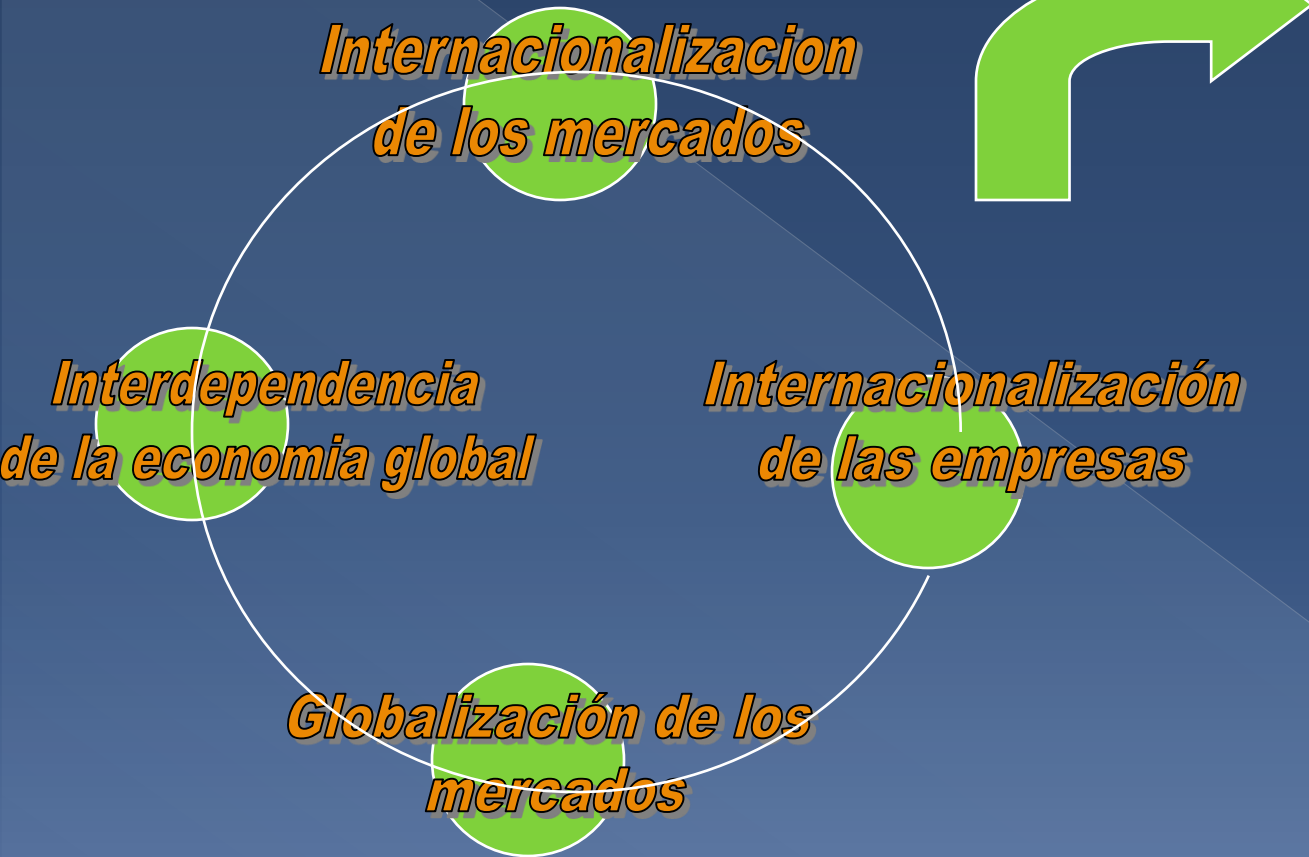 Internacionalizacion
de los mercados
Interdependencia
de la economia global
Internacionalización
de las empresas
Globalización de los
mercados